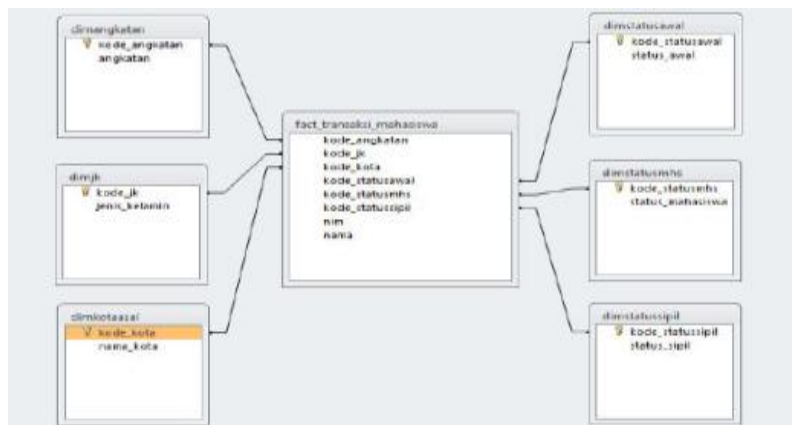 dimangkatan
kode_angkatan
angkatan
dimjk
kode_jk
jenis_kelamin
dimkotaasal
kode_kota
nama_kota
fact_transaksi_mahasiswa
kode_angkatan
kode_jk
kode_kota
kode_statusawal
kode_statusmhs
kode_statussipil
nim
nama
dimstatusawal
kode_statusawal
status_awal
dimstatusmhs
kode_statusmhs
status_mahasiswa
dimstatussipil
kode_statussipil
status_sipil